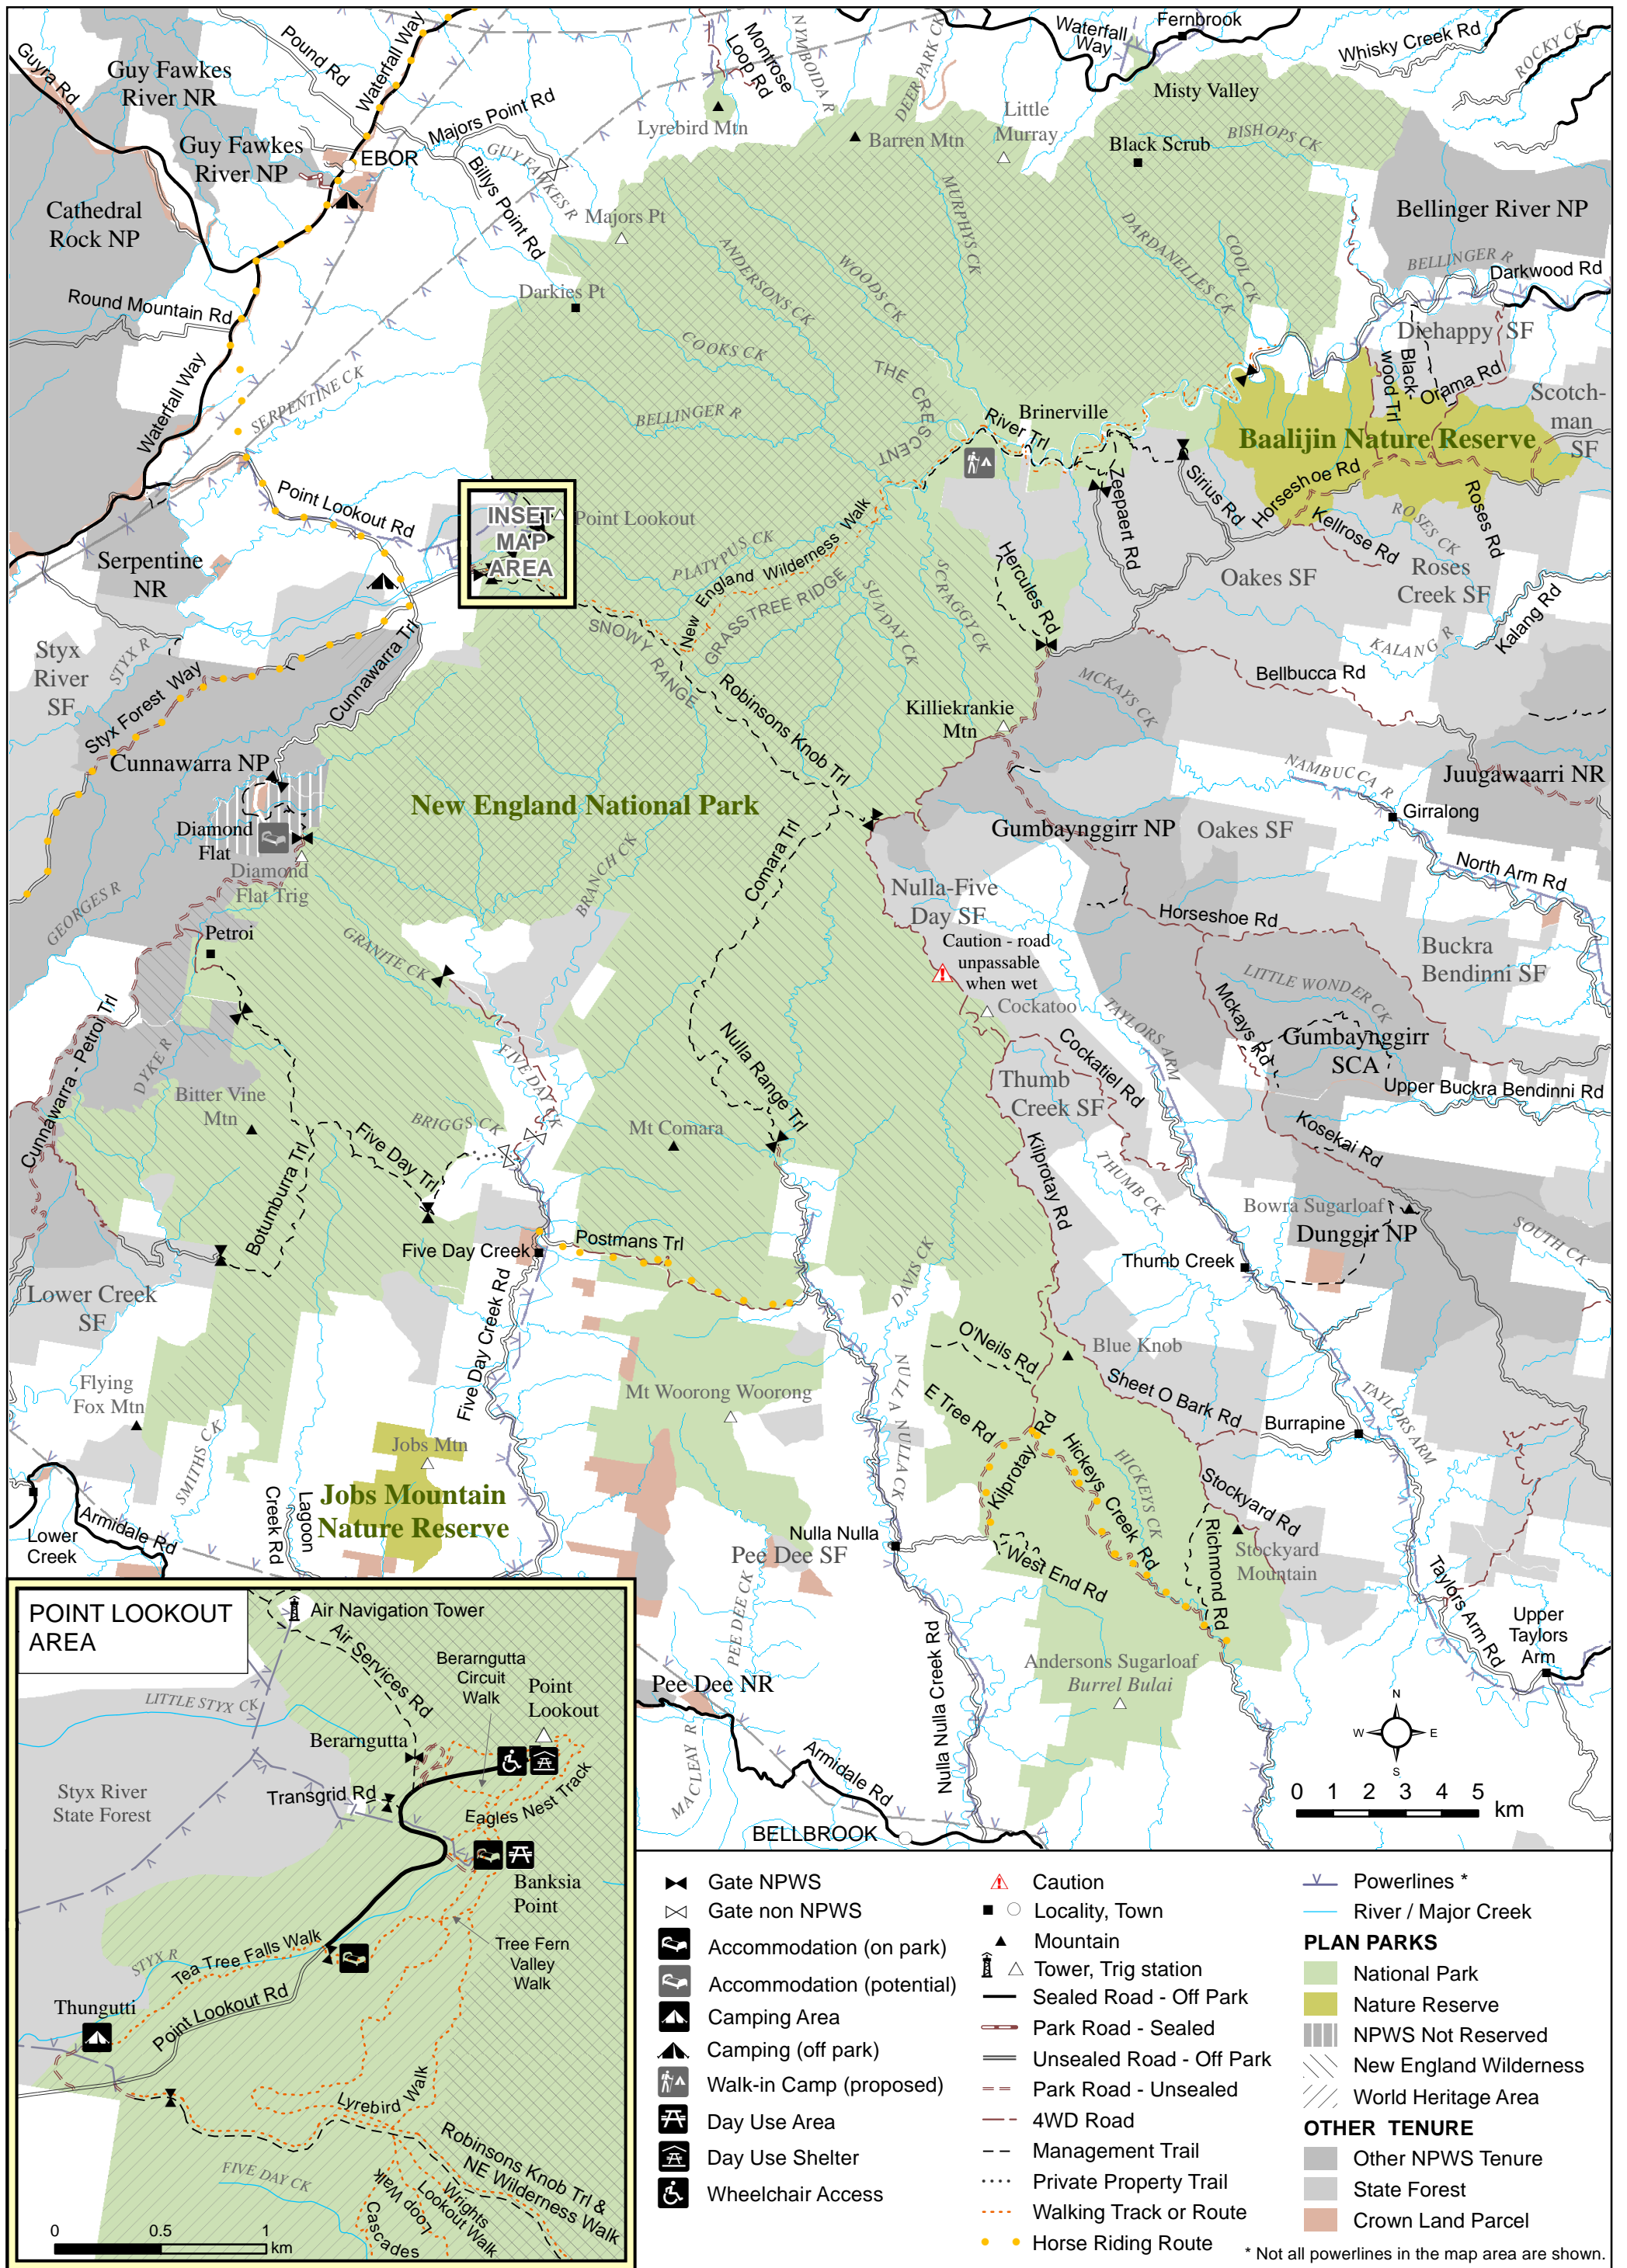 Guyra Rd
Guy Fawkes
River NR
Pound Rd
Waterfall Way
Majors Point Rd
Montrose
Loop Rd
NYMBOIDA R
DEER PARK CK
Waterfall
Way
Fernbrook
Whisky Creek Rd
ROCKY CK
Misty Valley
Lyrebird Mtn
Barren Mtn
Little
Murray
Black Scrub
BISHOPS CK
Guy Fawkes
River NP
EBOR
GUY FAWKES R
Billys Point Rd
Cathedral
Rock NP
Majors Pt
MURPHYS CK
Bellinger River NP
ANDERSONS CK
WOODS CK
DARDANELLES CK
COOL CK
BELLINGER R
Darkwood Rd
Round Mountain Rd
Darkies Pt
Diehappy SF
COOKS CK
THE CRESCENT
Black-
wood Trl
Orama Rd
Waterfall Way
SERPENTINE CK
BELLINGER R
River Trl
Brinerville
Scotch-
man
SF
Baalijin Nature Reserve
Point Lookout Rd
INSET
MAP
AREA
Point Lookout
Zeepaert Rd
Sirius Rd
Horseshoe Rd
Kellrose Rd
ROSES CK
Roses Rd
Serpentine
NR
PLATYPUS CK
New England Wilderness Walk
Hercules Rd
Oakes SF
Roses
Creek SF
SNOWY RANGE
GRASSTREE RIDGE
SUNDAY CK
SCRAGGY CK
KALANG R
Kalang Rd
Styx
River
SF
STYX R
Styx Forest Way
Cunnawarra Trl
Bellbucca Rd
MCKAYS CK
Robinsons Knob Trl
Killiekrankie
Mtn
Cunnawarra NP
NAMBUCCA R
Juugawaarri NR
New England National Park
Girralong
Diamond
Flat
Gumbaynggirr NP
Oakes SF
Diamond
Flat Trig
Comara Trl
North Arm Rd
BRANCH CK
Nulla-Five
Day SF
GEORGES R
Horseshoe Rd
Petroi
GRANITE CK
Caution - road
unpassable
when wet
Buckra
Bendinni SF
LITTLE WONDER CK
Cockatoo
Mckays Rd
Cunnawarra - Petroi Trl
TAYLORS ARM
Gumbaynggirr
SCA
Nulla Range Trl
Cockatiel Rd
DYKE R
FIVE DAY CK
Thumb
Creek SF
Upper Buckra Bendinni Rd
Bitter Vine
Mtn
BRIGGS CK
Mt Comara
Kosekai Rd
Five Day Trl
Kilprotay Rd
THUMB CK
Botumburra Trl
Bowra Sugarloaf
Dunggir NP
SOUTH CK
Five Day Creek
Postmans Trl
Thumb Creek
DAVIS CK
Lower Creek
SF
Five Day Creek Rd
O'Neils Rd
Blue Knob
Flying
Fox Mtn
Mt Woorong Woorong
NULLA NULLA CK
E Tree Rd
Sheet O Bark Rd
TAYLORS ARM
Burrapine
SMITHS CK
Jobs Mtn
Kilprotay Rd
Hickeys Creek Rd
HICKEYS CK
Stockyard Rd
Jobs Mountain
Nature Reserve
Lagoon
Creek Rd
Armidale Rd
Lower
Creek
Nulla Nulla
Pee Dee SF
West End Rd
Richmond Rd
Stockyard
Mountain
Taylors Arm Rd
Upper
Taylors
Arm
PEE DEE CK
Nulla Nulla Creek Rd
Andersons Sugarloaf
Burrel Bulai
Pee Dee NR
MACLEAY R
Armidale Rd
BELLBROOK
N
W E
S
0 1 2 3 4 5 km
POINT LOOKOUT
AREA
Air Navigation Tower
Air Services Rd
Berarngutta
Circuit
Walk
Point
Lookout
LITTLE STYX CK
Berarngutta
Styx River
State Forest
Transgrid Rd
Eagles Nest Track
Banksia
Point
Tree Fern
Valley
Walk
STYX R
Tea Tree Falls Walk
Thungutti
Point Lookout Rd
Lyrebird Walk
Robinsons Knob Trl &
NE Wilderness Walk
FIVE DAY CK
Wrights
Lookout Walk
Cascades
Loop Walk
0 0.5 1
km
Gate NPWS
Gate non NPWS
Accommodation (on park)
Accommodation (potential)
Camping Area
Camping (off park)
Walk-in Camp (proposed)
Day Use Area
Day Use Shelter
Wheelchair Access
Caution
Locality, Town
Mountain
Tower, Trig station
Sealed Road - Off Park
Park Road - Sealed
Unsealed Road - Off Park
Park Road - Unsealed
4WD Road
Management Trail
Private Property Trail
Walking Track or Route
Horse Riding Route
Powerlines *
River / Major Creek
PLAN PARKS
National Park
Nature Reserve
NPWS Not Reserved
New England Wilderness
World Heritage Area
OTHER TENURE
Other NPWS Tenure
State Forest
Crown Land Parcel
* Not all powerlines in the map area are shown.